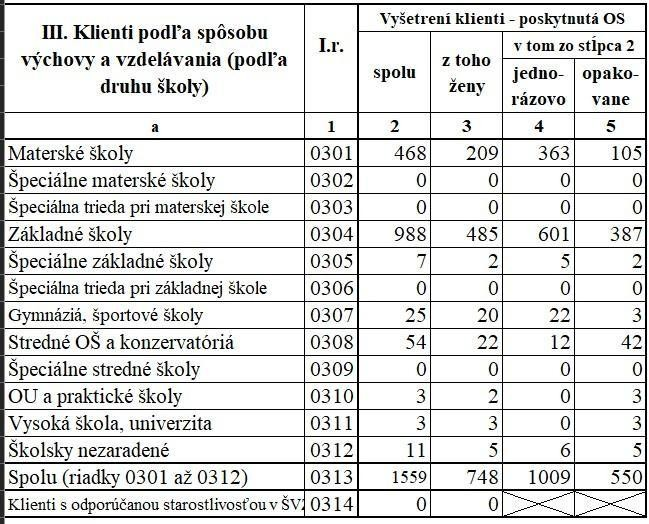 III. Klienti podľa spôsobu výchovy a vzdelávania (podľa druhu školy) I.r. Vyšetrení klienti - poskytnutá OS
spolu z toho ženy v tom zo stĺpca 2
jedno-rázovo opako-vane
a 1 2 3 4 5
Materské školy 0301 468 209 363 105
Špeciálne materské školy 0302 0 0 0 0
Špeciálna trieda pri materskej škole 0303 0 0 0 0
Základné školy 0304 988 485 601 387
Špeciálne základné školy 0305 7 2 5 2
Špeciálna trieda pri základnej škole 0306 0 0 0 0
Gymnáziá, športové školy 0307 25 20 22 3
Stredné OŠ a konzervatóriá 0308 54 22 12 42
Špeciálne stredné školy 0309 0 0 0 0
OU a praktické školy 0310 3 2 0 3
Vysoká škola, univerzita 0311 3 3 0 3
Školsky nezaradené 0312 11 5 6 5
Spolu (riadky 0301 až 0312) 0313 1559 748 1009 550
Klienti s odporúčanou starostlivosťou v 0314 0 0